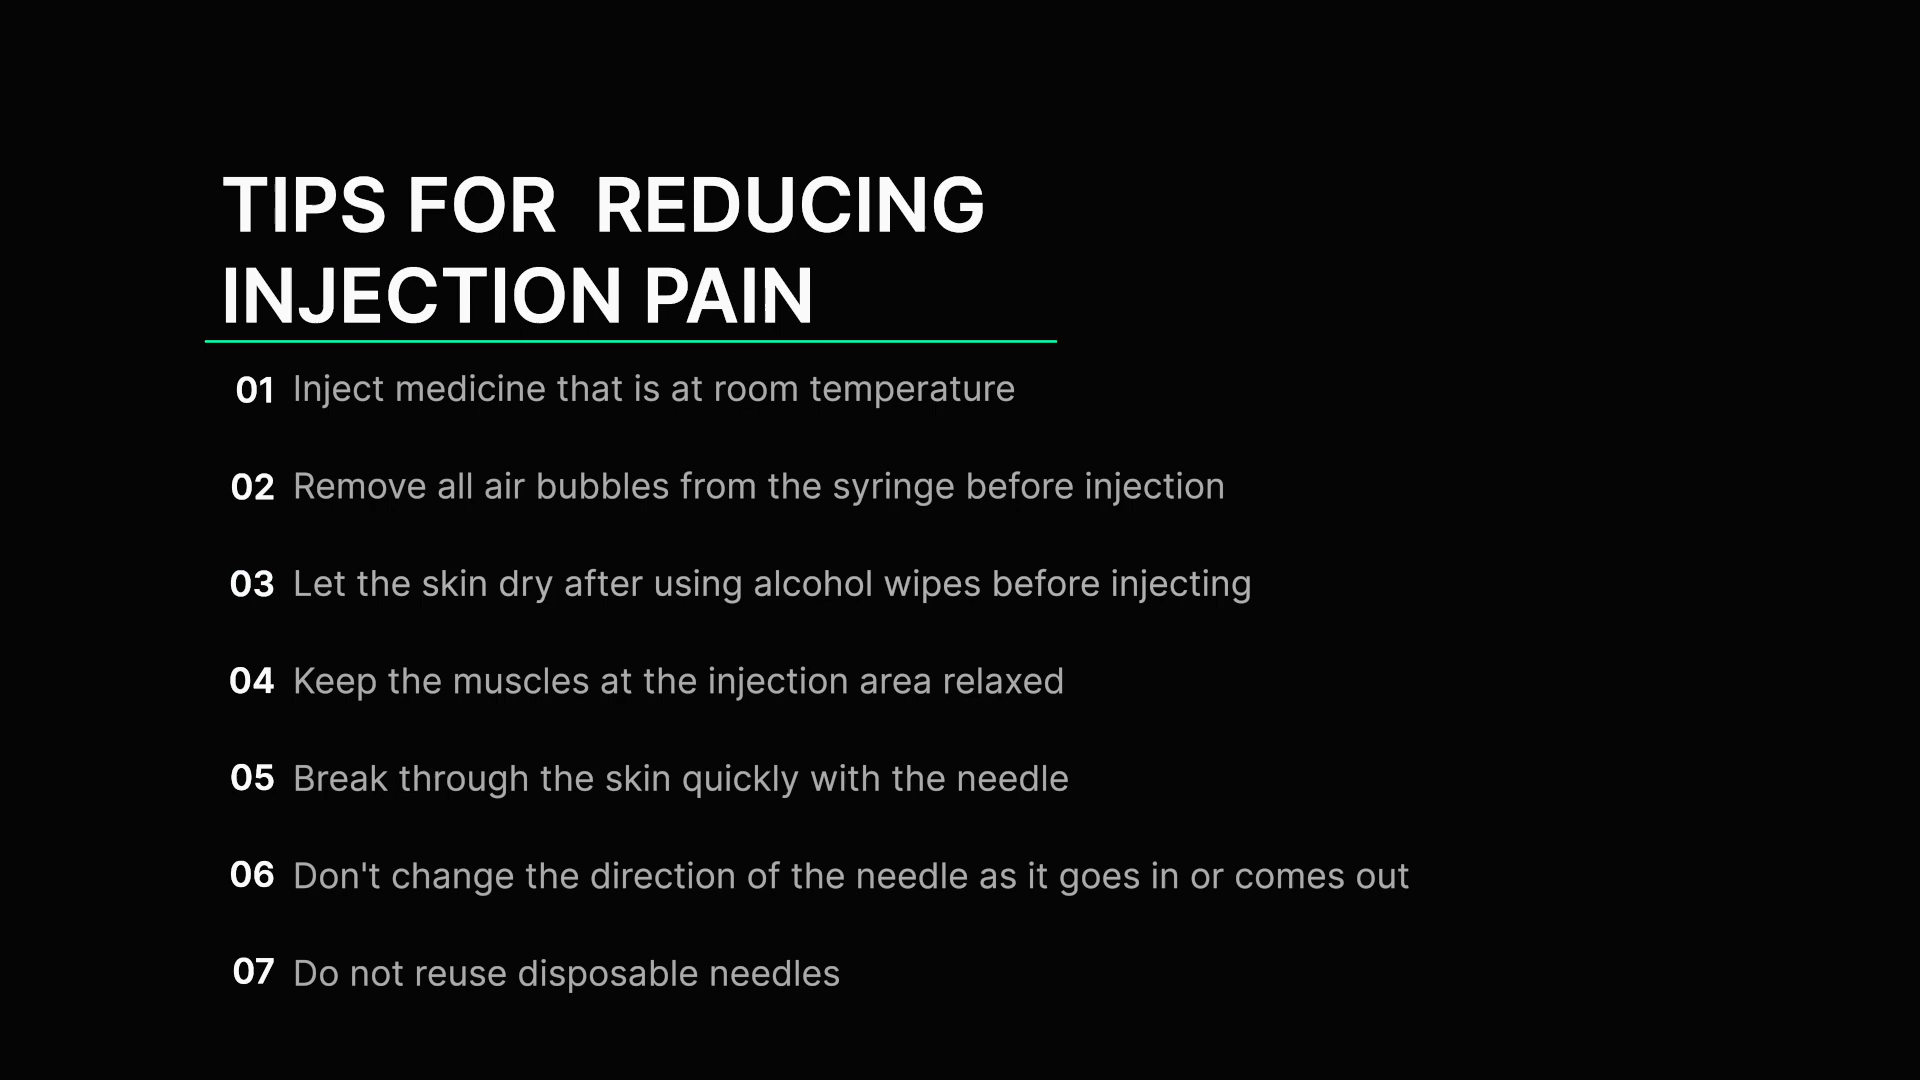 TIPS FOR  REDUCING
INJECTION PAIN
01 Inject medicine that is at room temperature
02 Remove all air bubbles from the syringe before injection
03 Let the skin dry after using alcohol wipes before injecting
04 Keep the muscles at the injection area relaxed
05 Break through the skin quickly with the needle
06 Don't change the direction of the needle as it goes in or comes out
07 Do not reuse disposable needles